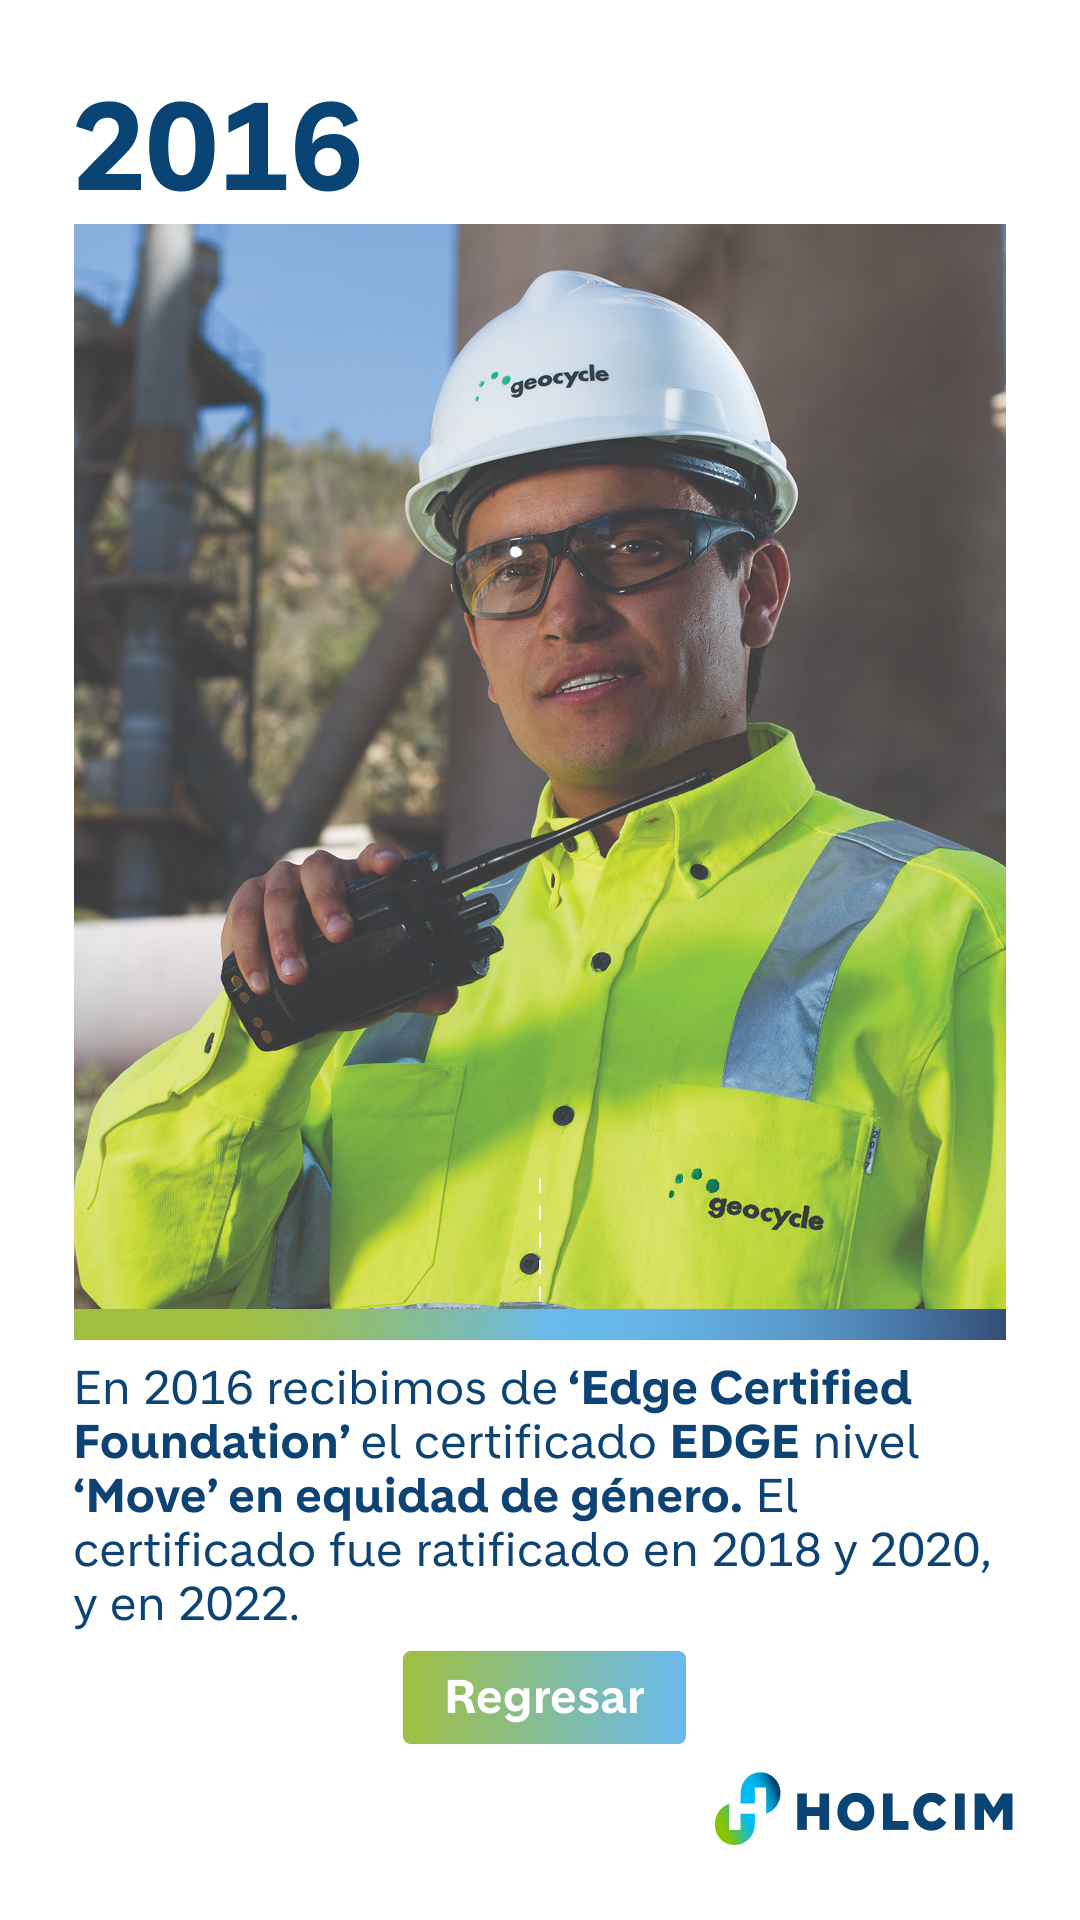 2016
geocycle
geocycle
En 2016 recibimos de ‘Edge Certified
Foundation’ el certificado EDGE nivel
‘Move’ en equidad de género. El
certificado fue ratificado en 2018 y 2020,
y en 2022.
Regresar
HOLCIM